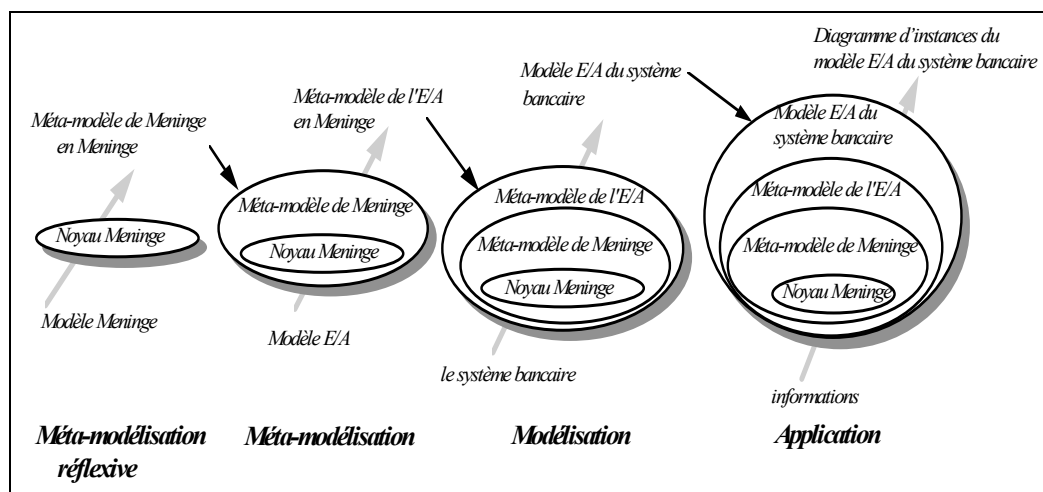 Méta-modèle de Meninge
en Meninge
Noyau Meninge
Modèle Meninge
Méta-modélisation
réflexive
Méta-modèle de l'E/A
en Meninge
Méta-modèle de Meninge
Noyau Meninge
Modèle E/A
Méta-modélisation
Modèle E/A du système
bancaire
Méta-modèle de l'E/A
Méta-modèle de Meninge
Noyau Meninge
le système bancaire
Modélisation
Diagramme d'instances du
modèle E/A du système bancaire
Modèle E/A du
système bancaire
Méta-modèle de l'E/A
Méta-modèle de Meninge
Noyau Meninge
informations
Application